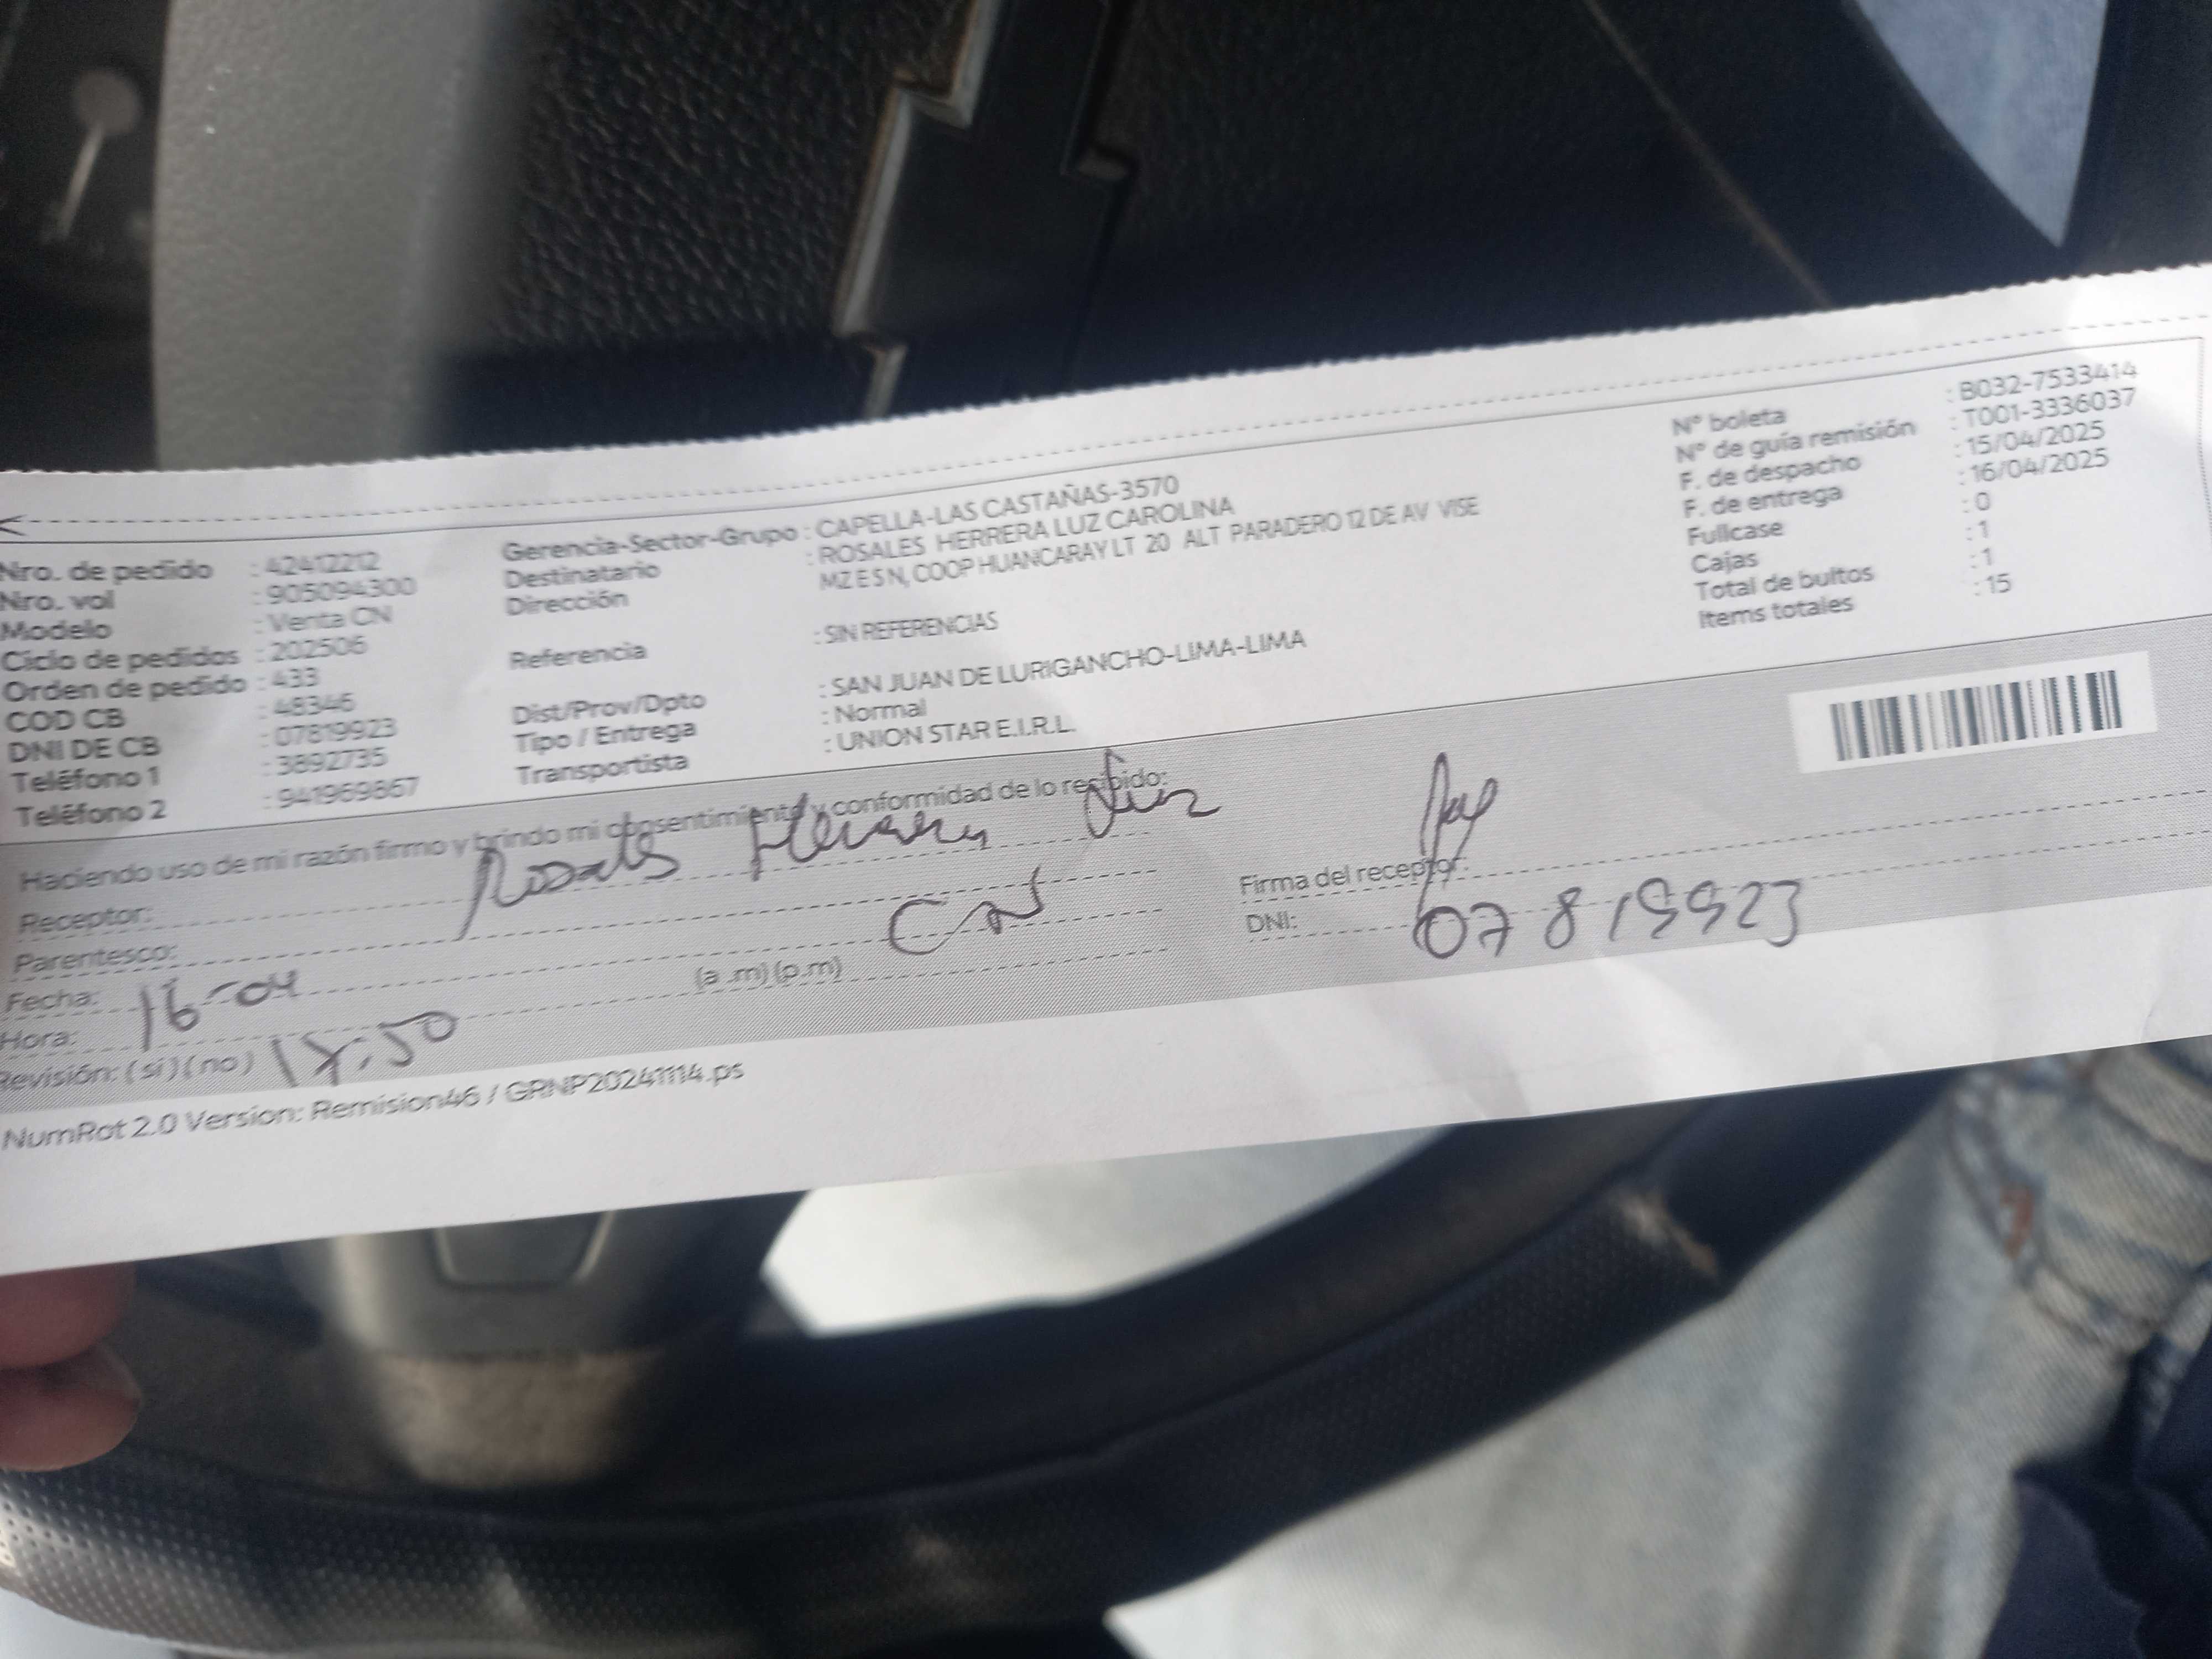 Nro. de pedido : 42412212
Nro. vol : 905094300
Modelo : Venta CN
Ciclo de pedidos : 202506
Orden de pedido : 433
COD CB : 48346
DNI DE CB : 07819923
Teléfono 1 : 3892735
Teléfono 2 : 941969867
Gerencia-Sector-Grupo : CAPELLA-LAS CASTAÑAS-3570
Destinatario : ROSALES HERRERA LUZ CAROLINA
Dirección MZ E S N, COOP HUANCARAY LT 20 ALT PARADERO 12 DE AV VISE
Referencia : SIN REFERENCIAS
Dist/Prov/Dpto : SAN JUAN DE LURIGANCHO-LIMA-LIMA
Tipo / Entrega : Normal
Transportista : UNION STAR E.I.R.L.
N° boleta : B032-7533414
N° de guía remisión : T001-3336037
F. de despacho : 15/04/2025
F. de entrega : 16/04/2025
Fullcase : 0
Cajas : 1
Total de bultos : 1
Items totales : 15
Haciendo uso de mi razón firmo y brindo mi consentimiento y conformidad de lo recibido:
Receptor: Rosales Herrera Luz
Parentesco: CN
Fecha: 16-04
Hora: (a.m) (p.m)
Revisión: (si) (no) 17:50
Firma del receptor:
DNI: 07819923
NumRot 2.0 Version: Remision46 / GRNP20241114.ps